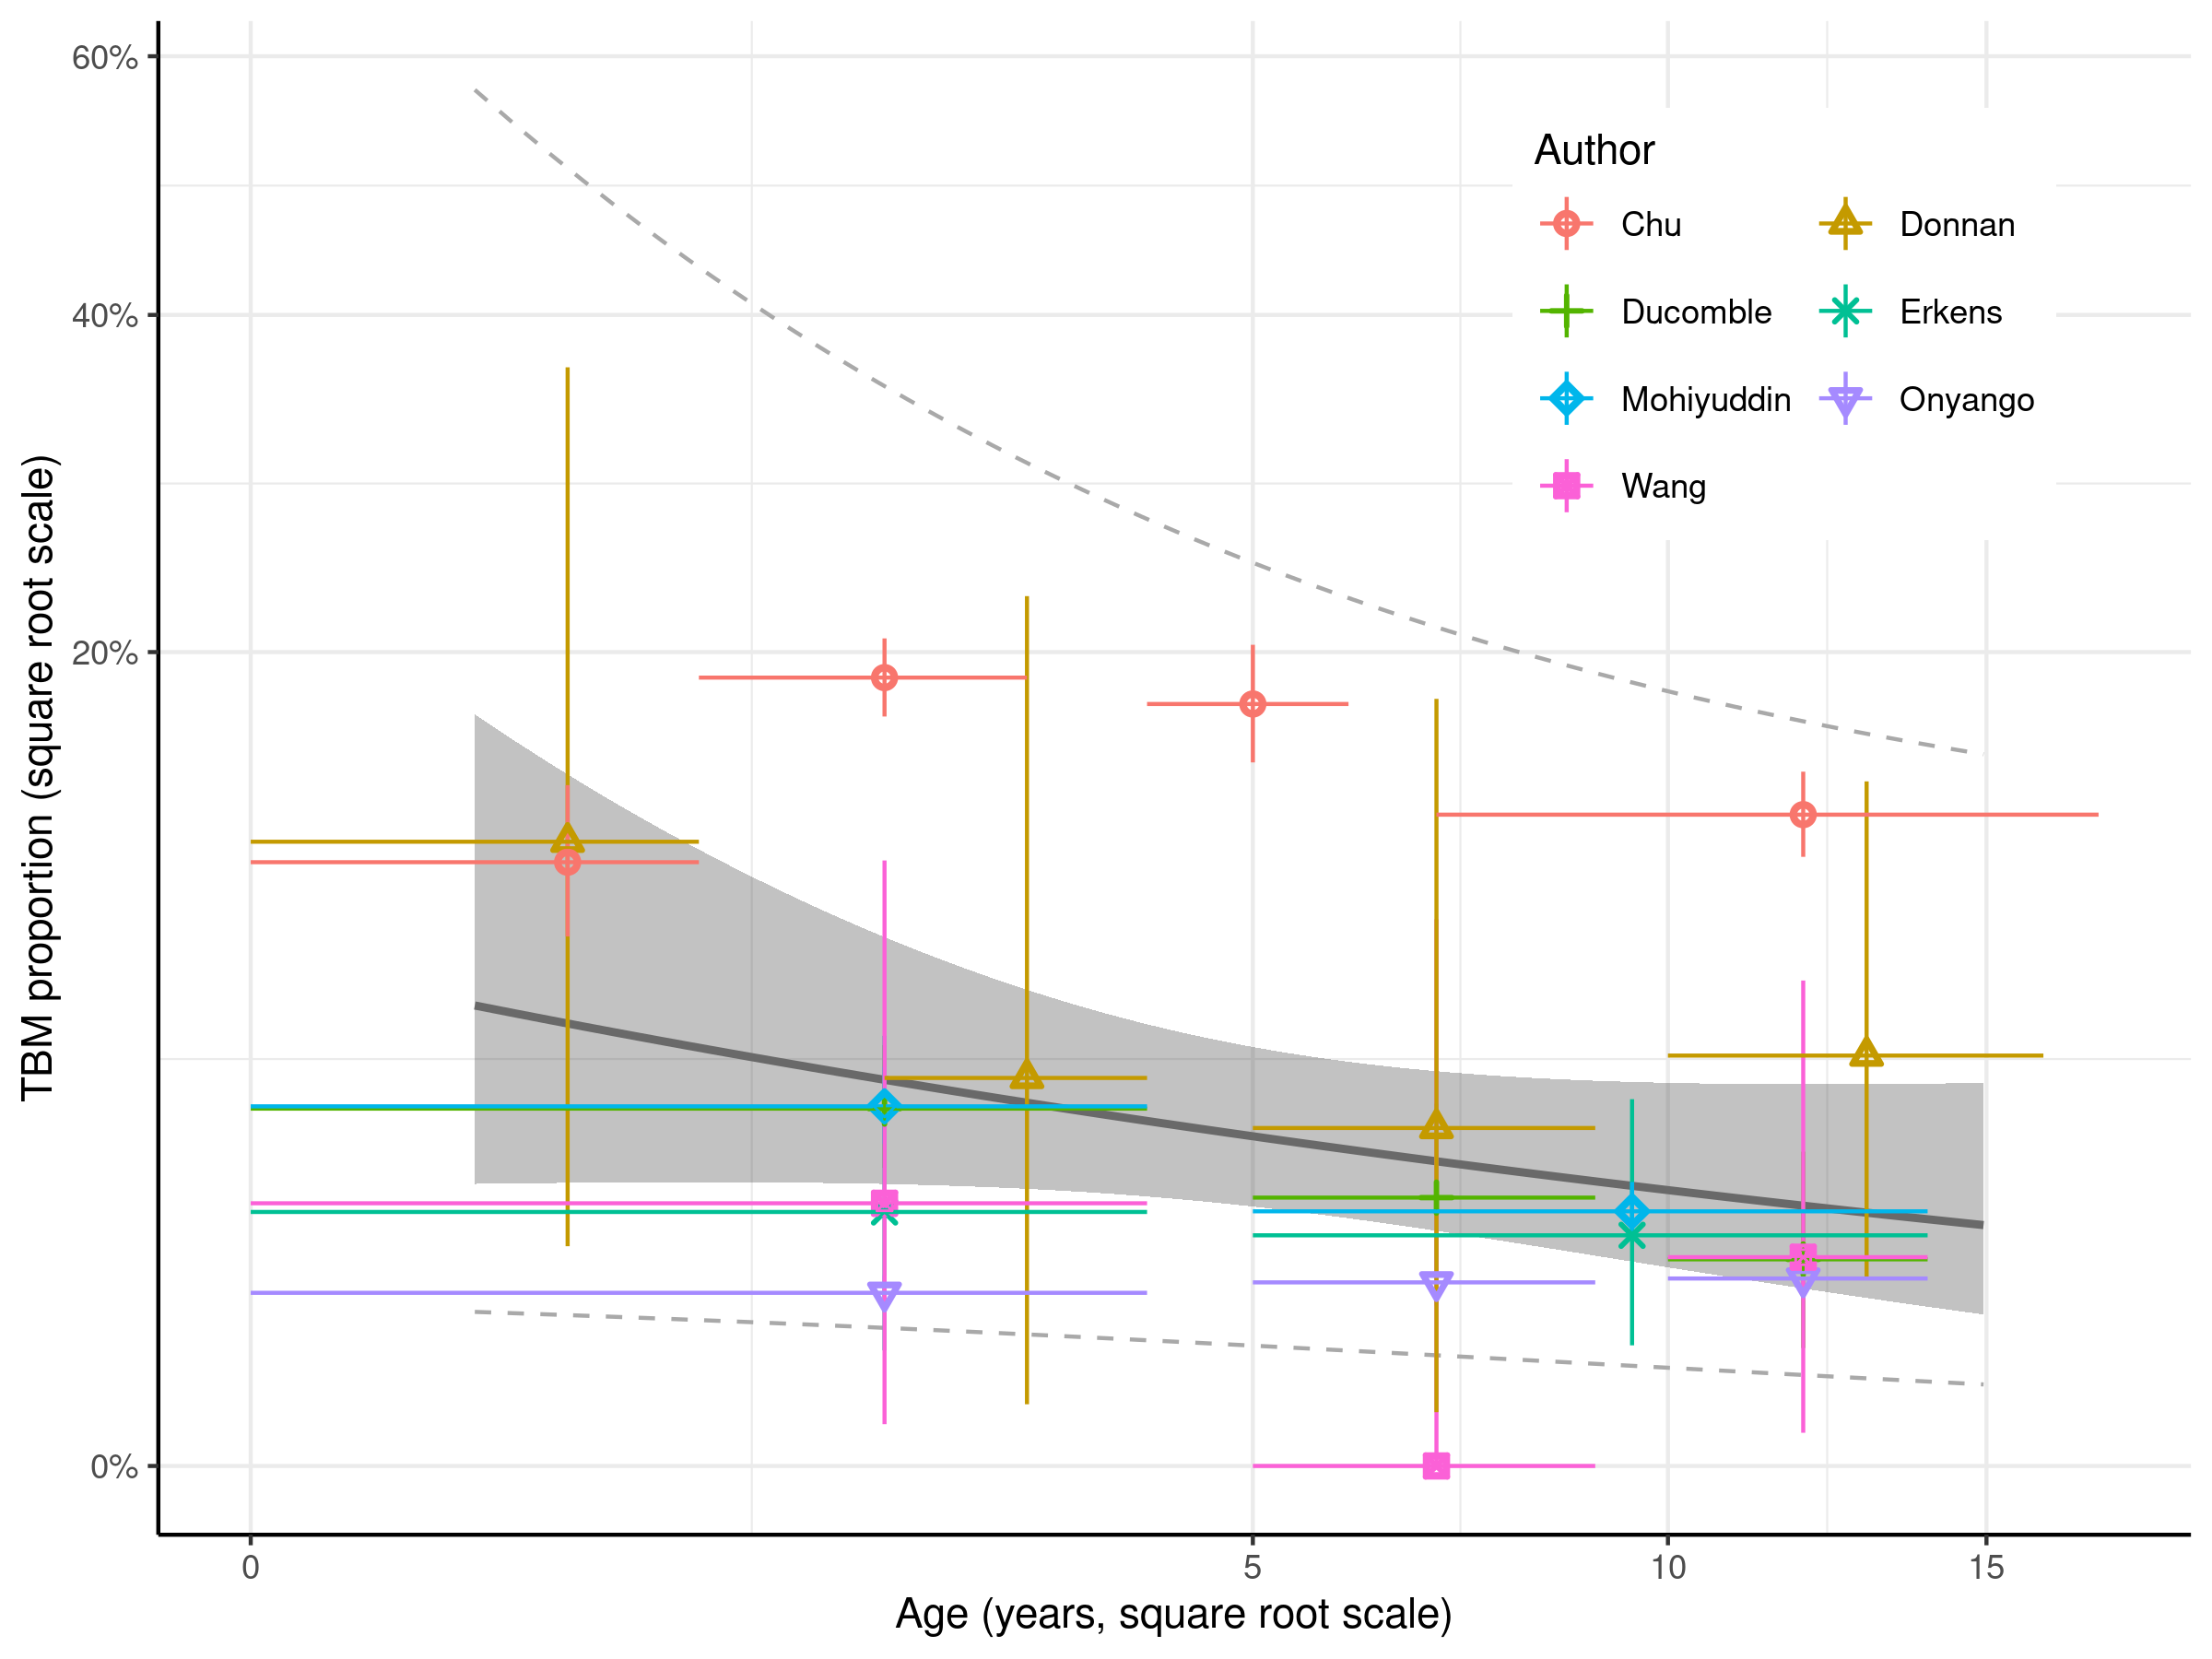 60%
40%
20%
0%
TBM proportion (square root scale)
Author
Chu
Donnan
Ducomble
Erkens
Mohiyuddin
Onyango
Wang
0
5
10
15
Age (years, square root scale)